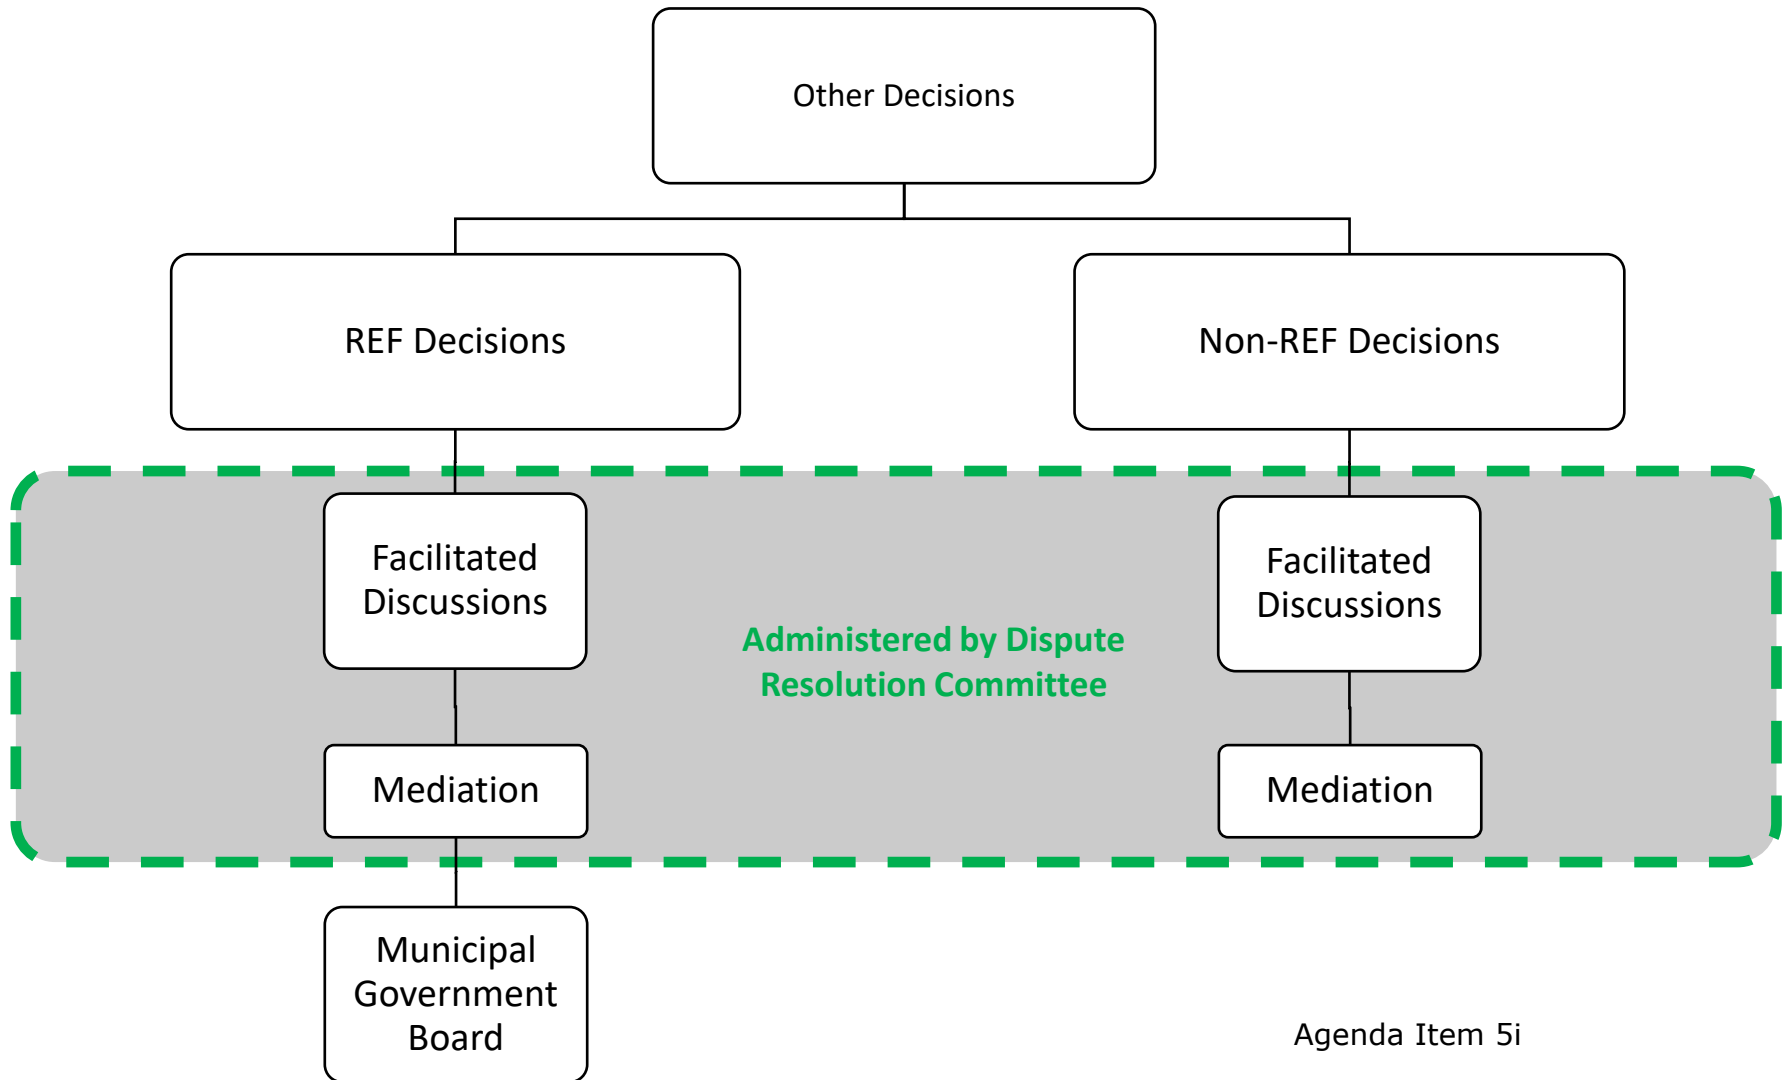 Other Decisions
REF Decisions
Non-REF Decisions
Facilitated
Discussions
Facilitated
Discussions
Administered by Dispute
Resolution Committee
Mediation
Mediation
Municipal
Government
Board
Agenda Item 5i